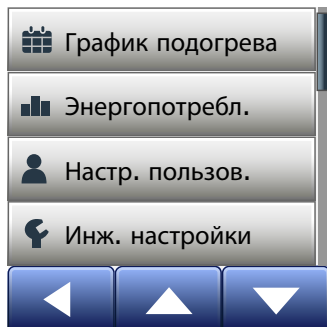 График подогрева
Энергопотребл.
Настр. пользов.
Инж. настройки